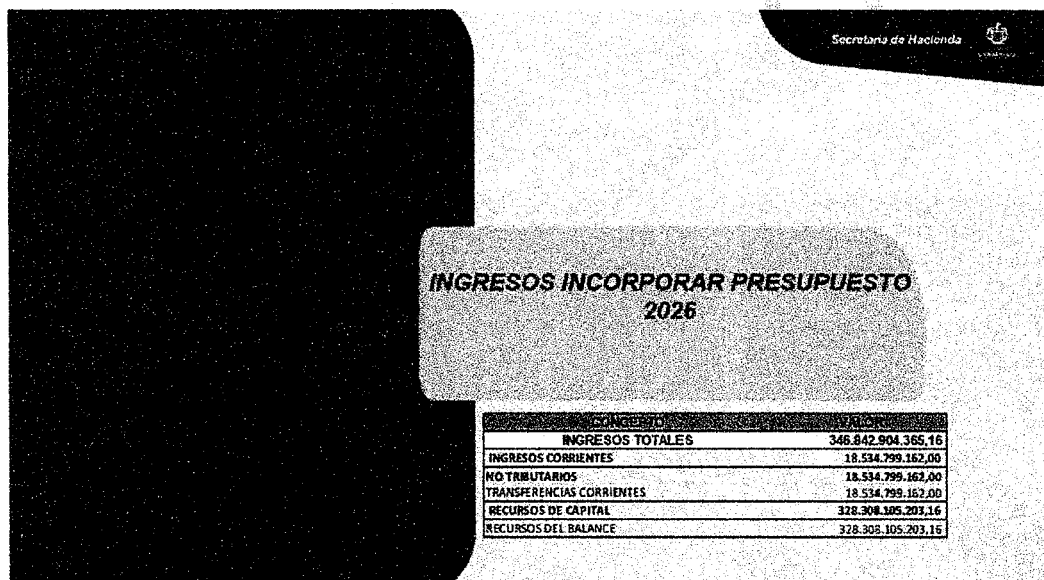 Secretaría de Hacienda
INGRESOS INCORPORAR PRESUPUESTO
2026
CONCEPTO VALOR
INGRESOS TOTALES 346.842.904.365,16
INGRESOS CORRIENTES 18.534.799.162,00
NO TRIBUTARIOS 18.534.799.162,00
TRANSFERENCIAS CORRIENTES 18.534.799.162,00
RECURSOS DE CAPITAL 328.308.105.203,16
RECURSOS DEL BALANCE 328.308.105.203,16